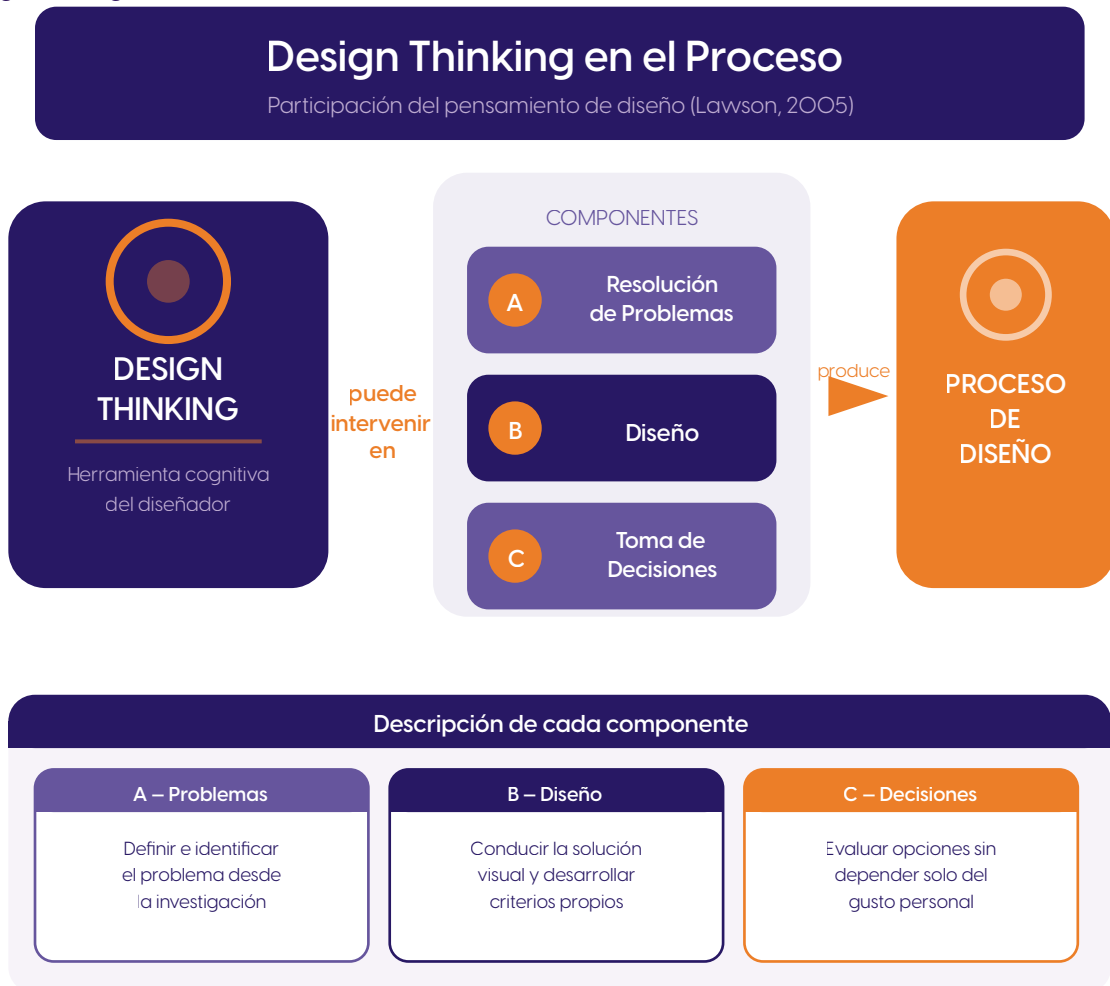 Design Thinking en el Proceso
Participación del pensamiento de diseño (Lawson, 2005)
DESIGN
THINKING
Herramienta cognitiva
del diseñador
puede
intervenir
en
COMPONENTES
A
Resolución
de Problemas
B
Diseño
C
Toma de
Decisiones
produce
PROCESO
DE
DISEÑO
Descripción de cada componente
A – Problemas
Definir e identificar
el problema desde
la investigación
B – Diseño
Conducir la solución
visual y desarrollar
criterios propios
C – Decisiones
Evaluar opciones sin
depender solo del
gusto personal